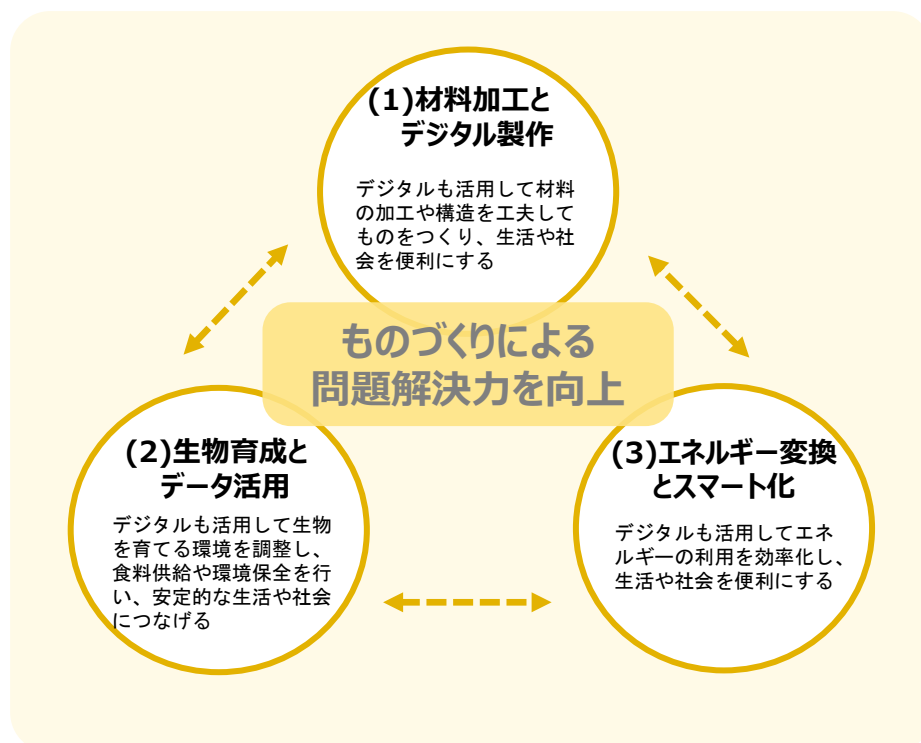 (1)材料加工と
デジタル製作
デジタルも活用して材料
の加工や構造を工夫して
ものをつくり、生活や社
会を便利にする
ものづくりによる
問題解決力を向上
(2)生物育成と
データ活用
デジタルも活用して生物
を育てる環境を調整し、
食料供給や環境保全を行
い、安定的な生活や社会
につなげる
(3)エネルギー変換
とスマート化
デジタルも活用してエネ
ルギーの利用を効率化し、
生活や社会を便利にする